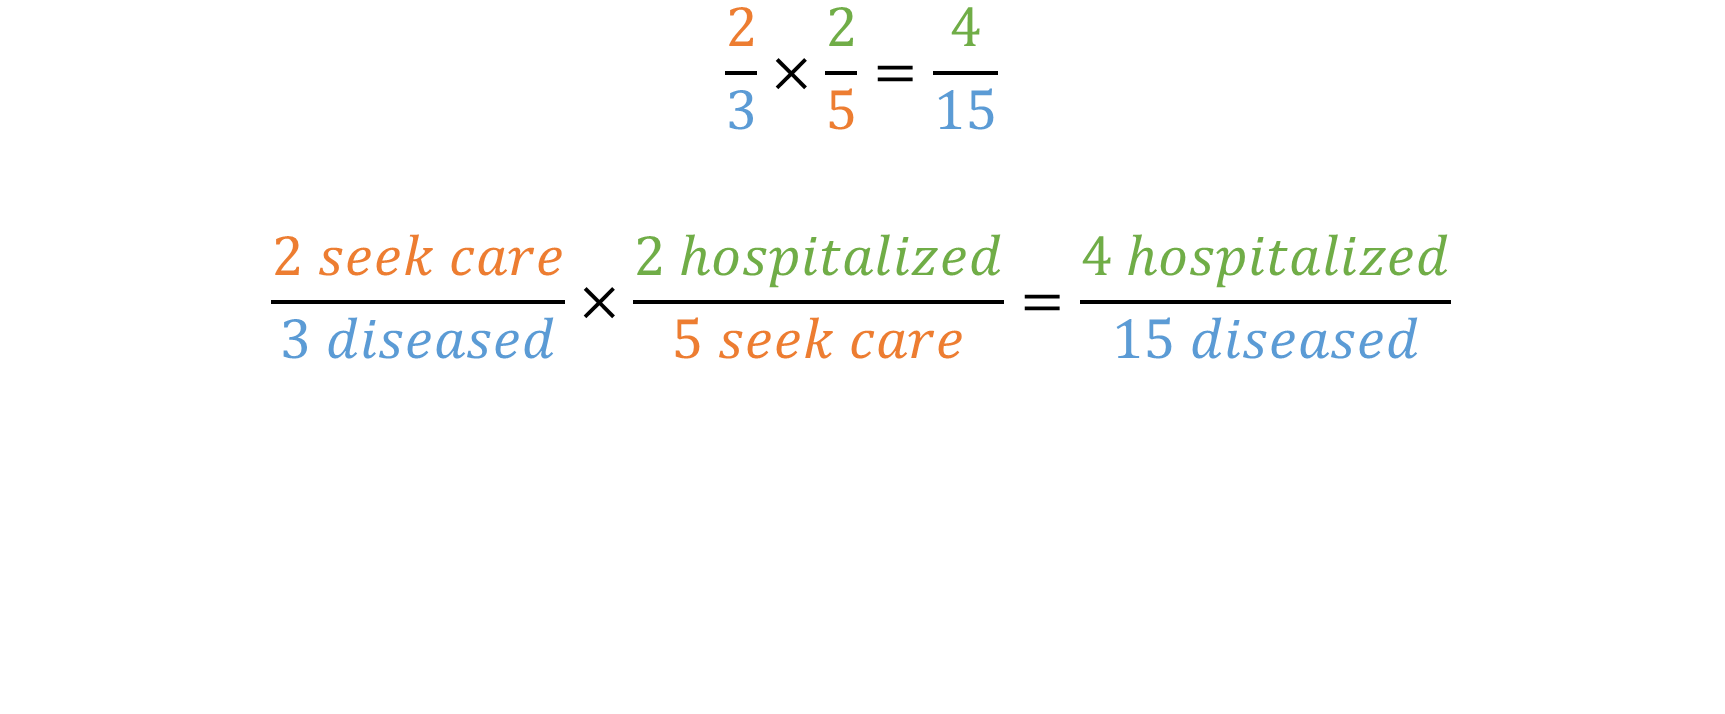 2/3 × 2/5 = 4/15
2 seek care/3 diseased × 2 hospitalized/5 seek care = 4 hospitalized/15 diseased